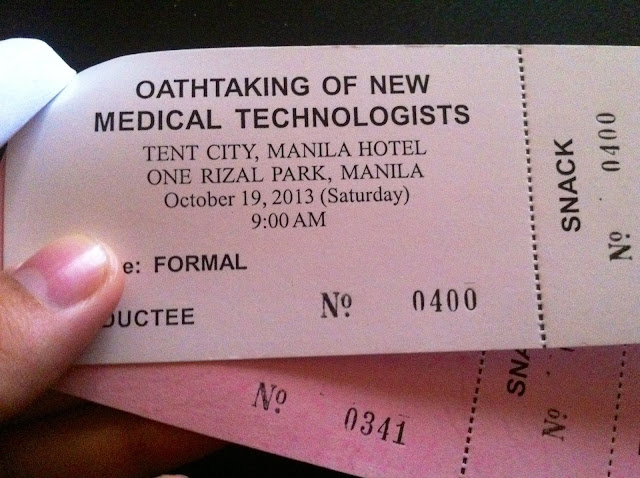 OATHTAKING OF NEW
MEDICAL TECHNOLOGISTS
TENT CITY, MANILA HOTEL
ONE RIZAL PARK, MANILA
October 19, 2013 (Saturday)
9:00 AM
e: FORMAL
DUCTEE
Nº 0400
SNACK
Nº 0400
Nº 0341
SNA
Nº